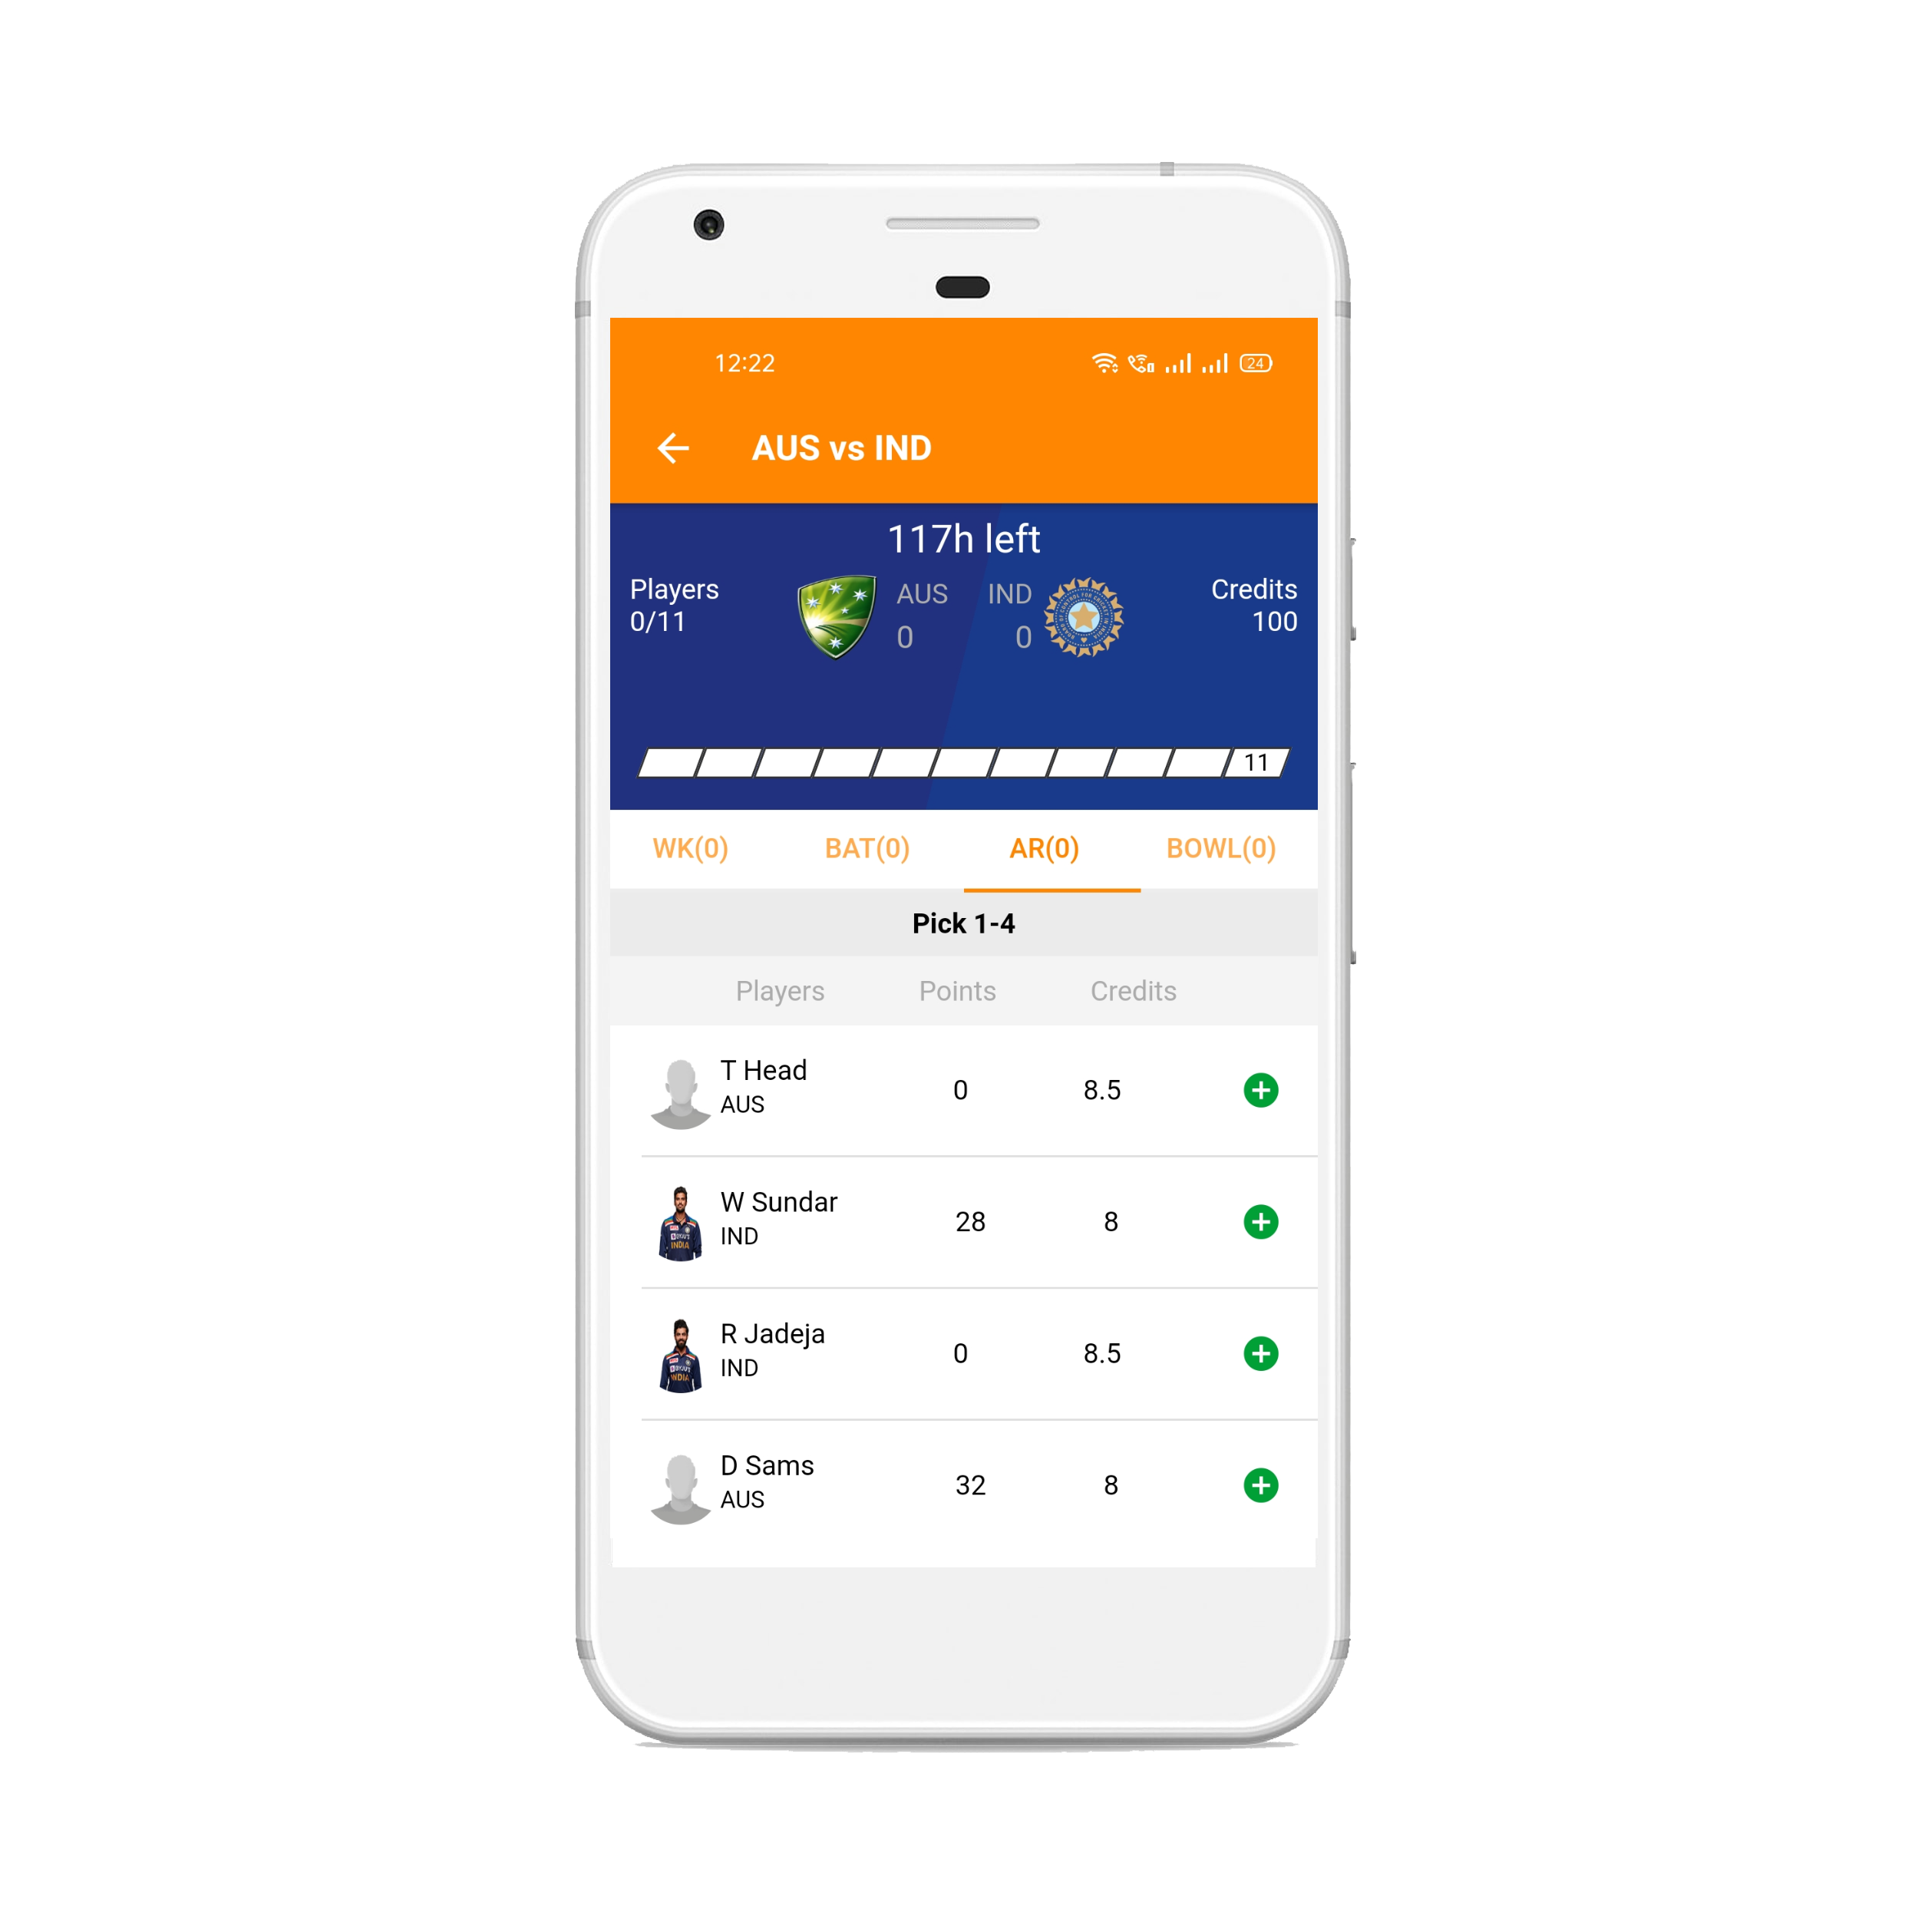 12:22
24
AUS vs IND
117h left
Players
0/11
AUS
0
IND
0
Credits
100
11
WK(0) BAT(0) AR(0) BOWL(0)
Pick 1-4
Players Points Credits
T Head
AUS
0 8.5
W Sundar
IND
28 8
INDIA
R Jadeja
IND
0 8.5
INDIA
D Sams
AUS
32 8